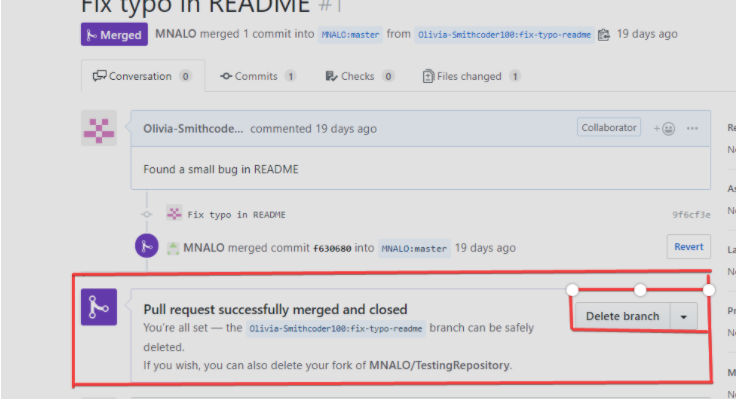 Fix typo in README #1
Merged MNALO merged 1 commit into MNALO:master from Olivia-Smithcoder100:fix-typo-readme 19 days ago
Conversation 0 Commits 1 Checks 0 Files changed 1
Olivia-Smithcode... commented 19 days ago Collaborator
Found a small bug in README
Fix typo in README 9f6cf3e
MNALO merged commit f630680 into MNALO:master 19 days ago Revert
Pull request successfully merged and closed
You're all set — the Olivia-Smithcoder100:fix-typo-readme branch can be safely
deleted.
If you wish, you can also delete your fork of MNALO/TestingRepository.
Delete branch